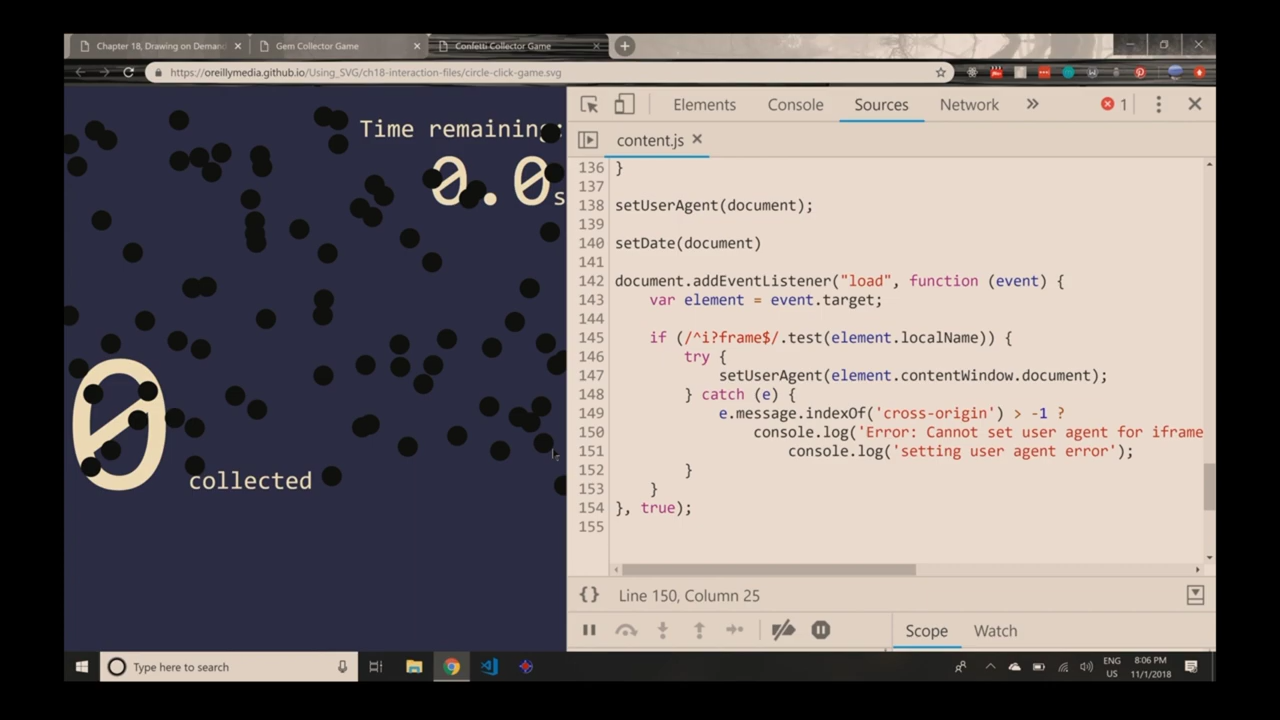 Chapter 18, Drawing on Deman
Gem Collector Game
Confetti Collector Game
https://oreillymedia.github.io/Using_SVG/ch18-interaction-files/circle-click-game.svg
Time remaining:
0.0s
0 collected
Elements Console Sources Network » 1
content.js
136 }
137
138 setUserAgent(document);
139
140 setDate(document)
141
142 document.addEventListener("load", function (event) {
143 var element = event.target;
144
145 if (/^i?frame$/.test(element.localName)) {
146 try {
147 setUserAgent(element.contentWindow.document);
148 } catch (e) {
149 e.message.indexOf('cross-origin') > -1 ?
150 console.log('Error: Cannot set user agent for iframe
151 console.log('setting user agent error');
152 }
153 }
154 }, true);
155
{} Line 150, Column 25
Scope Watch
Type here to search
ENG
US
8:06 PM
11/1/2018